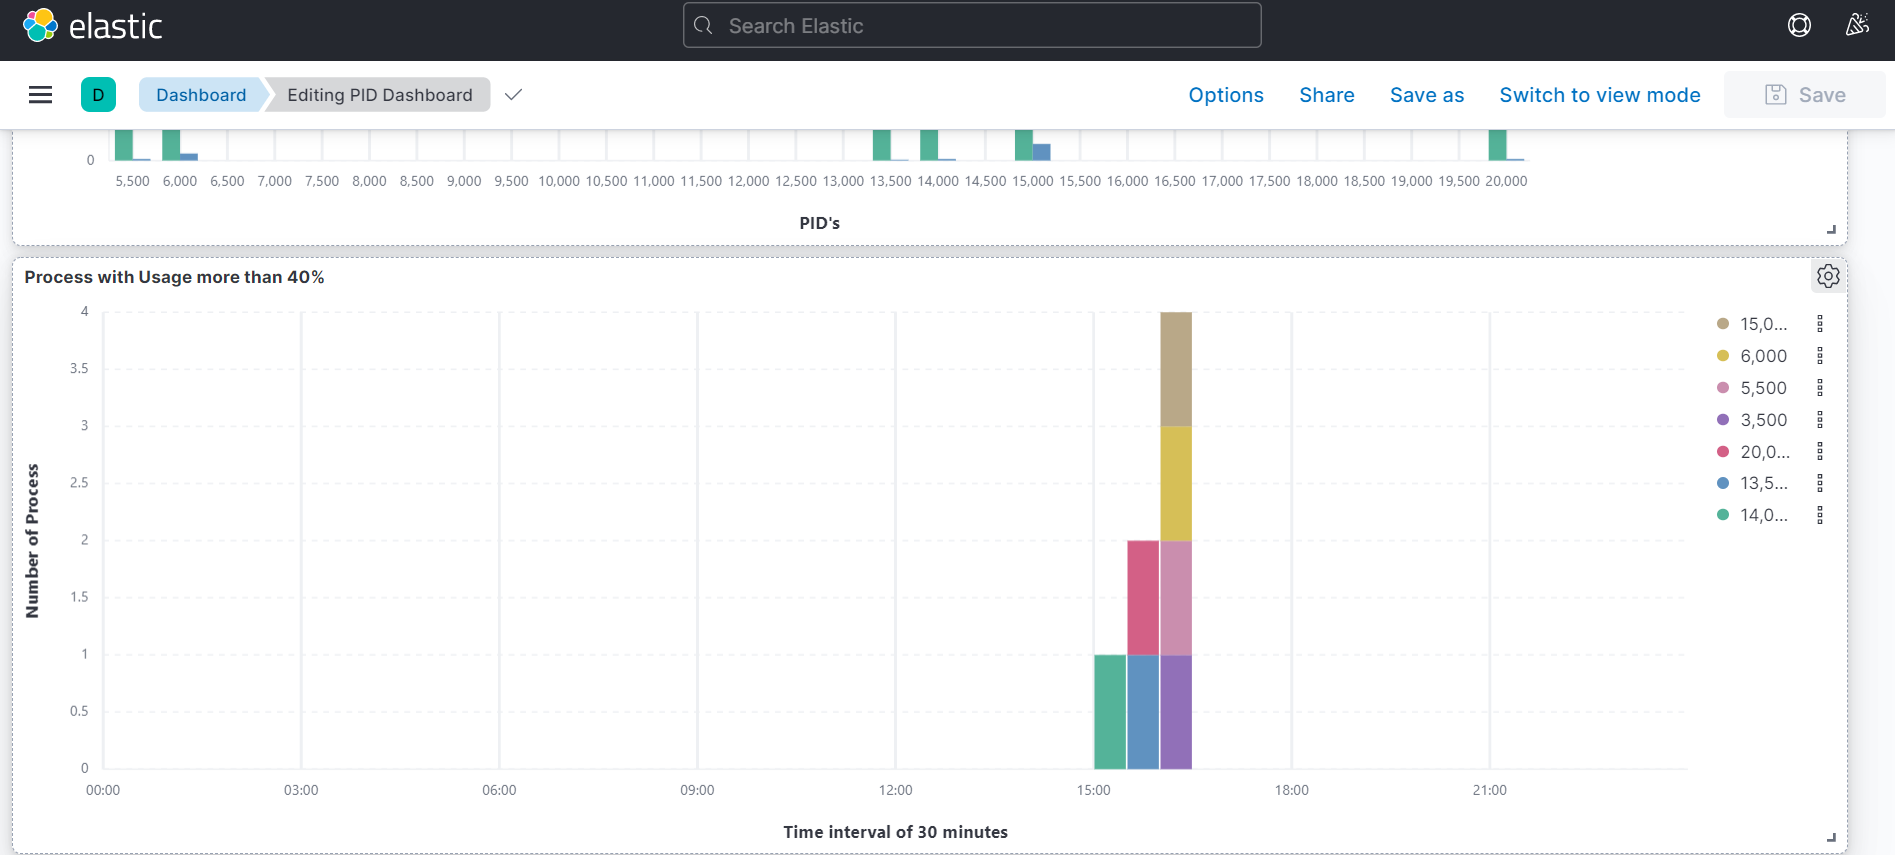 elastic
Search Elastic
D
Dashboard
Editing PID Dashboard
Options
Share
Save as
Switch to view mode
Save
0
5,500 6,000 6,500 7,000 7,500 8,000 8,500 9,000 9,500 10,000 10,500 11,000 11,500 12,000 12,500 13,000 13,500 14,000 14,500 15,000 15,500 16,000 16,500 17,000 17,500 18,000 18,500 19,000 19,500 20,000
PID's
Process with Usage more than 40%
Number of Process
4
3.5
3
2.5
2
1.5
1
0.5
0
00:00 03:00 06:00 09:00 12:00 15:00 18:00 21:00
Time interval of 30 minutes
15,0...
6,000
5,500
3,500
20,0...
13,5...
14,0...